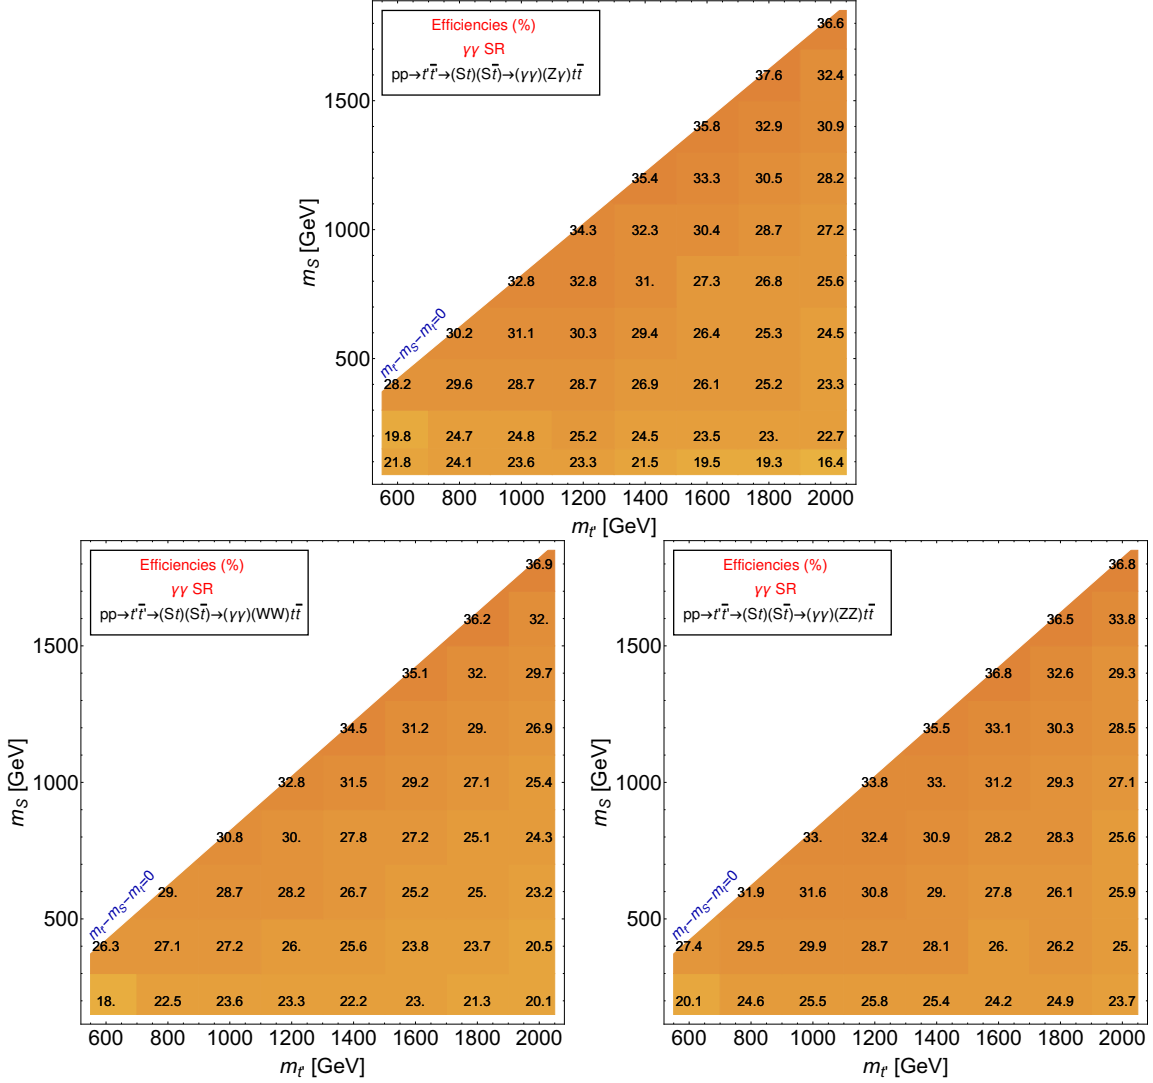 Efficiencies (%)
γγ SR
pp→t't̅'→(St)(St̅)→(γγ)(Zγ)tt̅
36.6
37.6 32.4
1500
35.8 32.9 30.9
35.4 33.3 30.5 28.2
1000
34.3 32.3 30.4 28.7 27.2
32.8 32.8 31. 27.3 26.8 25.6
30.2 31.1 30.3 29.4 26.4 25.3 24.5
500
28.2 29.6 28.7 28.7 26.9 26.1 25.2 23.3
19.8 24.7 24.8 25.2 24.5 23.5 23. 22.7
21.8 24.1 23.6 23.3 21.5 19.5 19.3 16.4
m_t'−m_S−m_t=0
m_S [GeV]
600 800 1000 1200 1400 1600 1800 2000
m_t' [GeV]
Efficiencies (%)
γγ SR
pp→t't̅'→(St)(St̅)→(γγ)(WW)tt̅
36.9
36.2 32.
1500
35.1 32. 29.7
34.5 31.2 29. 26.9
1000
32.8 31.5 29.2 27.1 25.4
30.8 30. 27.8 27.2 25.1 24.3
29. 28.7 28.2 26.7 25.2 25. 23.2
500
26.3 27.1 27.2 26. 25.6 23.8 23.7 20.5
18. 22.5 23.6 23.3 22.2 23. 21.3 20.1
m_t'−m_S−m_t=0
m_S [GeV]
600 800 1000 1200 1400 1600 1800 2000
m_t' [GeV]
Efficiencies (%)
γγ SR
pp→t't̅'→(St)(St̅)→(γγ)(ZZ)tt̅
36.8
36.5 33.8
1500
36.8 32.6 29.3
35.5 33.1 30.3 28.5
1000
33.8 33. 31.2 29.3 27.1
33. 32.4 30.9 28.2 28.3 25.6
31.9 31.6 30.8 29. 27.8 26.1 25.9
500
27.4 29.5 29.9 28.7 28.1 26. 26.2 25.
20.1 24.6 25.5 25.8 25.4 24.2 24.9 23.7
m_t'−m_S−m_t=0
m_S [GeV]
600 800 1000 1200 1400 1600 1800 2000
m_t' [GeV]